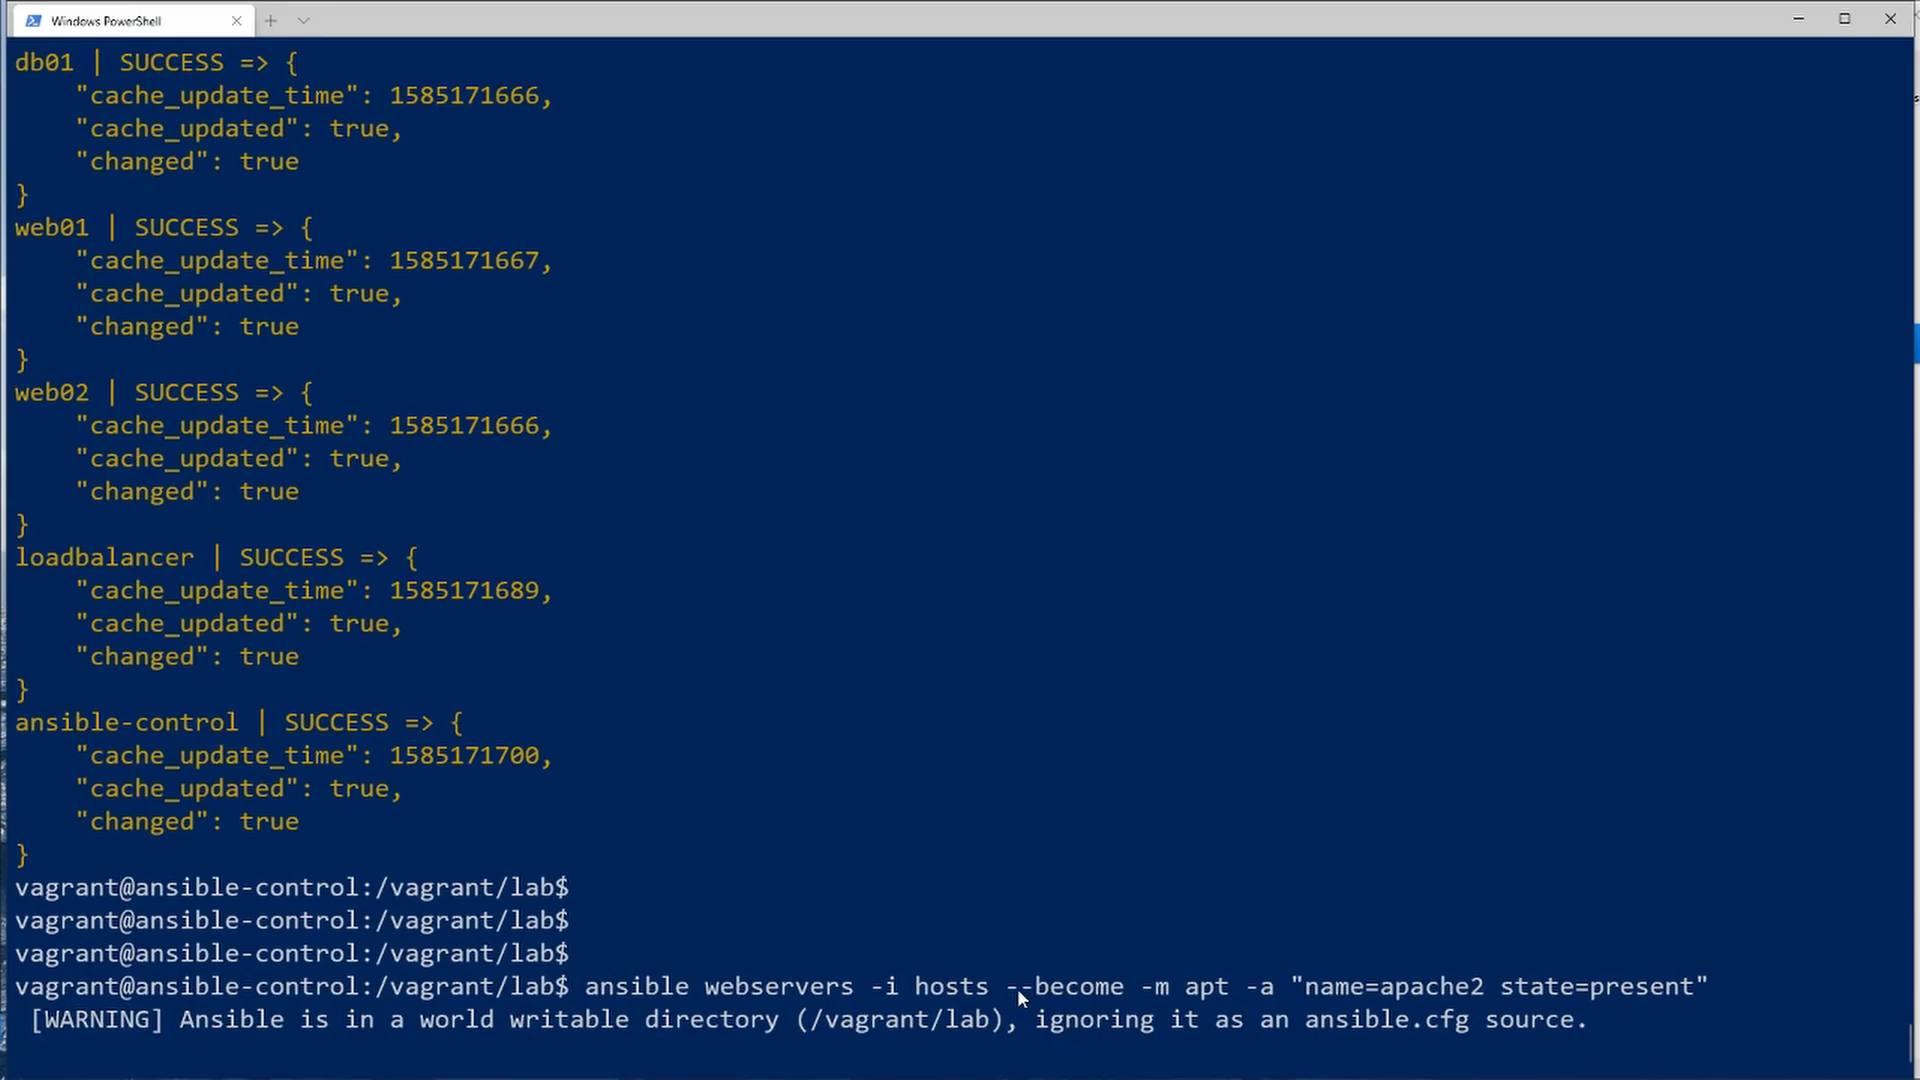 Windows PowerShell
db01 | SUCCESS => {
    "cache_update_time": 1585171666,
    "cache_updated": true,
    "changed": true
}
web01 | SUCCESS => {
    "cache_update_time": 1585171667,
    "cache_updated": true,
    "changed": true
}
web02 | SUCCESS => {
    "cache_update_time": 1585171666,
    "cache_updated": true,
    "changed": true
}
loadbalancer | SUCCESS => {
    "cache_update_time": 1585171689,
    "cache_updated": true,
    "changed": true
}
ansible-control | SUCCESS => {
    "cache_update_time": 1585171700,
    "cache_updated": true,
    "changed": true
}
vagrant@ansible-control:/vagrant/lab$
vagrant@ansible-control:/vagrant/lab$
vagrant@ansible-control:/vagrant/lab$
vagrant@ansible-control:/vagrant/lab$ ansible webservers -i hosts --become -m apt -a "name=apache2 state=present"
 [WARNING] Ansible is in a world writable directory (/vagrant/lab), ignoring it as an ansible.cfg source.